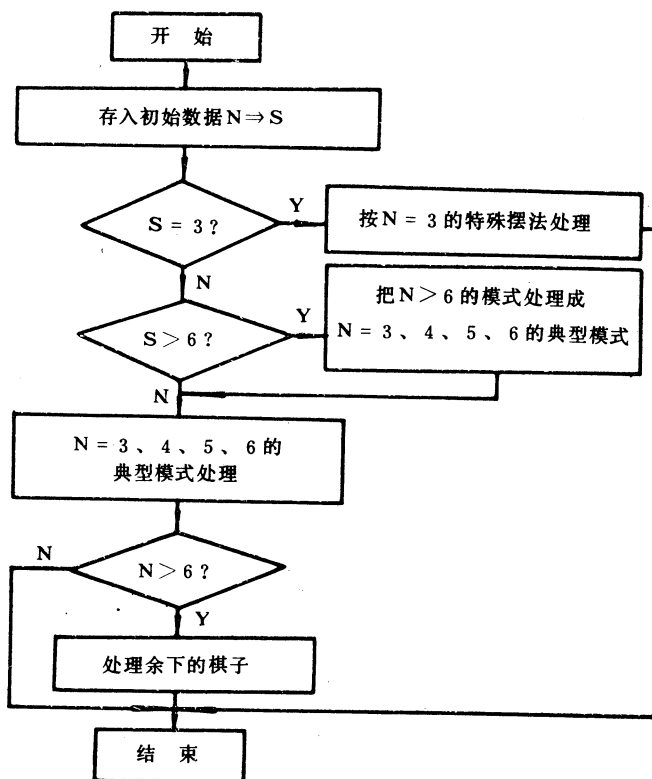 开 始
存入初始数据N⇒S
S = 3 ?
Y
按N = 3的特殊摆法处理
N
S > 6 ?
Y
把N > 6的模式处理成
N = 3、4、5、6的典型模式
N
N = 3、4、5、6的
典型模式处理
N
N > 6 ?
Y
处理余下的棋子
结 束